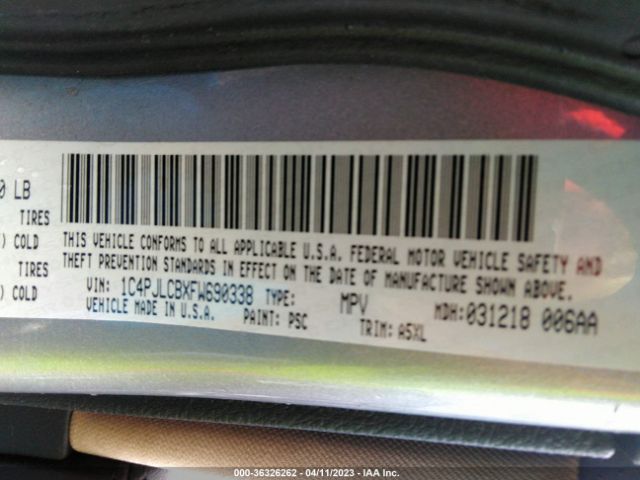 0 LB
TIRES
) COLD
TIRES
) COLD
THIS VEHICLE CONFORMS TO ALL APPLICABLE U.S.A. FEDERAL MOTOR VEHICLE SAFETY AND
THEFT PREVENTION STANDARDS IN EFFECT ON THE DATE OF MANUFACTURE SHOWN ABOVE.
VIN: 1C4PJLCBXFW690338 TYPE: MPV MDH:031218 006AA
VEHICLE MADE IN U.S.A. PAINT: PSC TRIM: A5XL
000-36326262 - 04/11/2023 - IAA Inc.